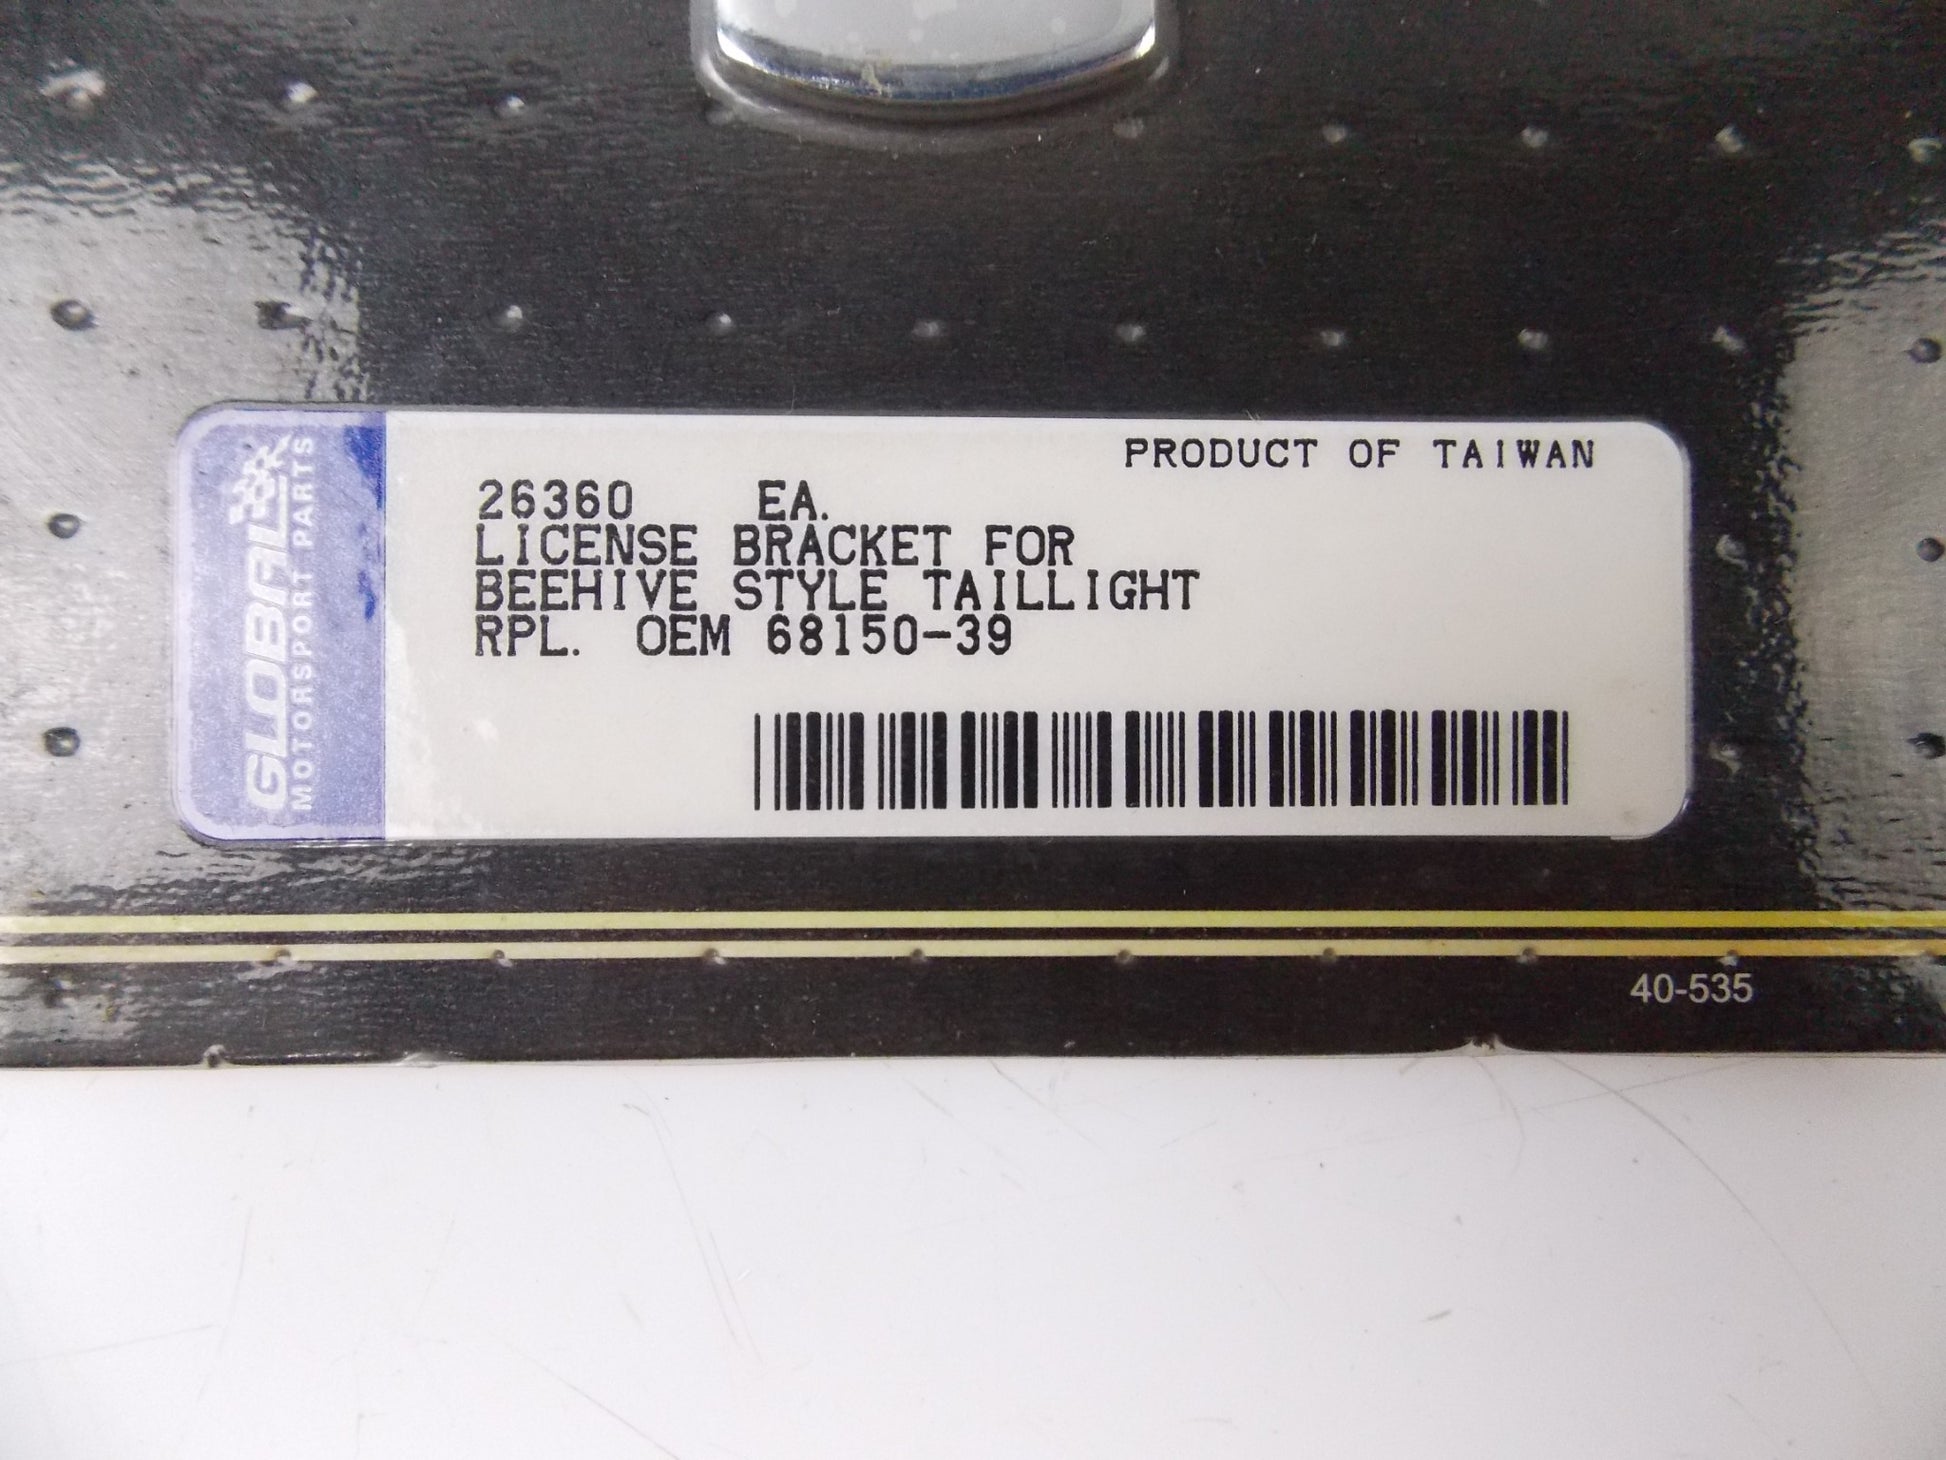 GLOBAL
MOTORSPORT PARTS
PRODUCT OF TAIWAN
26360 EA.
LICENSE BRACKET FOR
BEEHIVE STYLE TAILLIGHT
RPL. OEM 68150-39
40-535